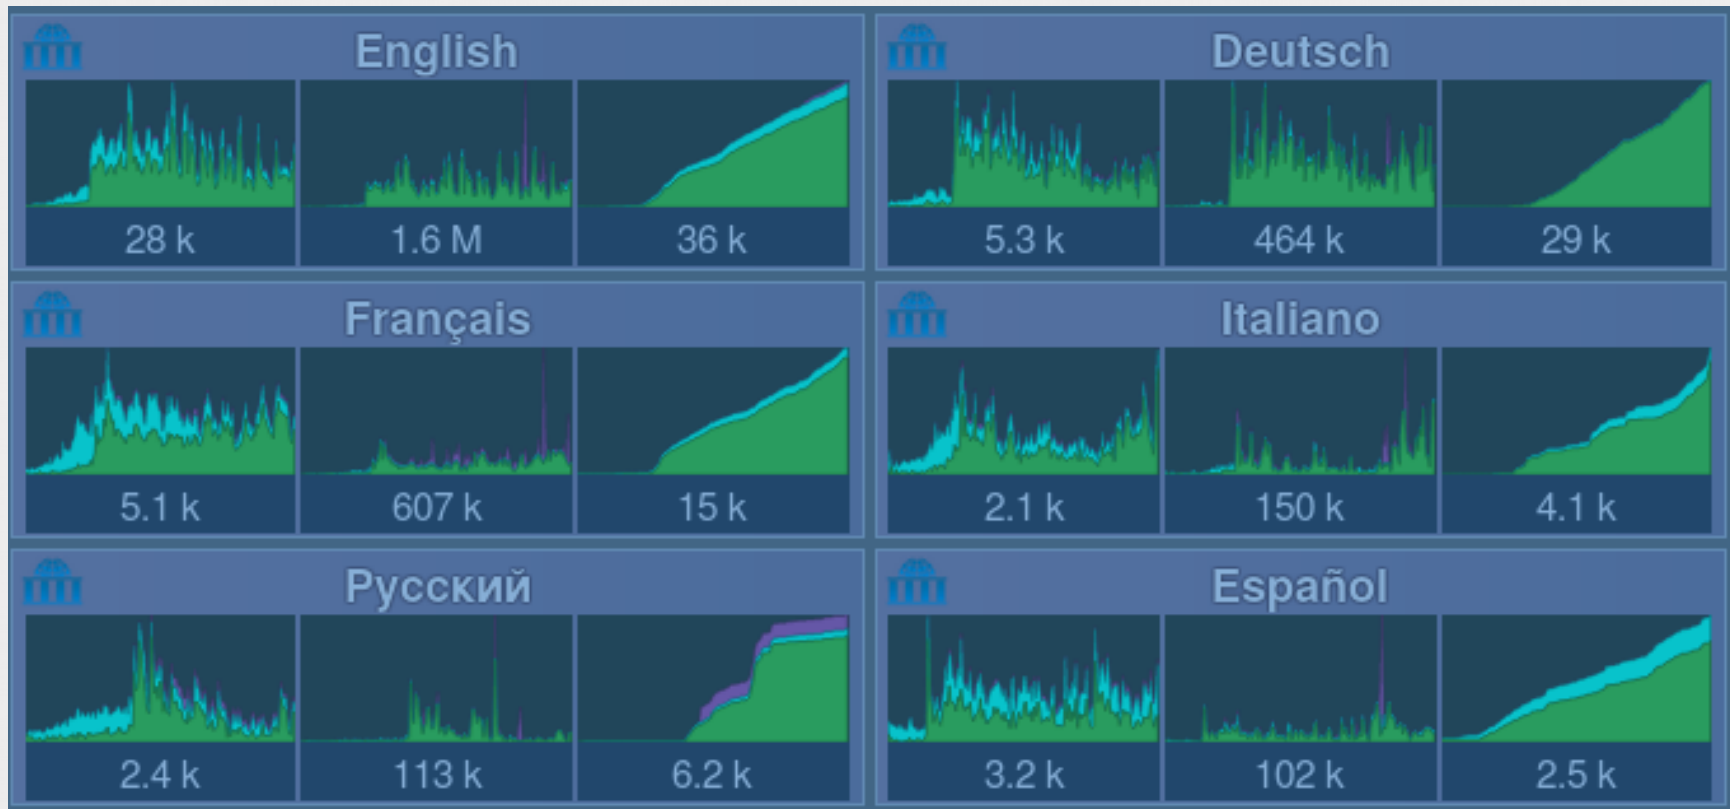 English
28 k 1.6 M 36 k
Deutsch
5.3 k 464 k 29 k
Français
5.1 k 607 k 15 k
Italiano
2.1 k 150 k 4.1 k
Русский
2.4 k 113 k 6.2 k
Español
3.2 k 102 k 2.5 k